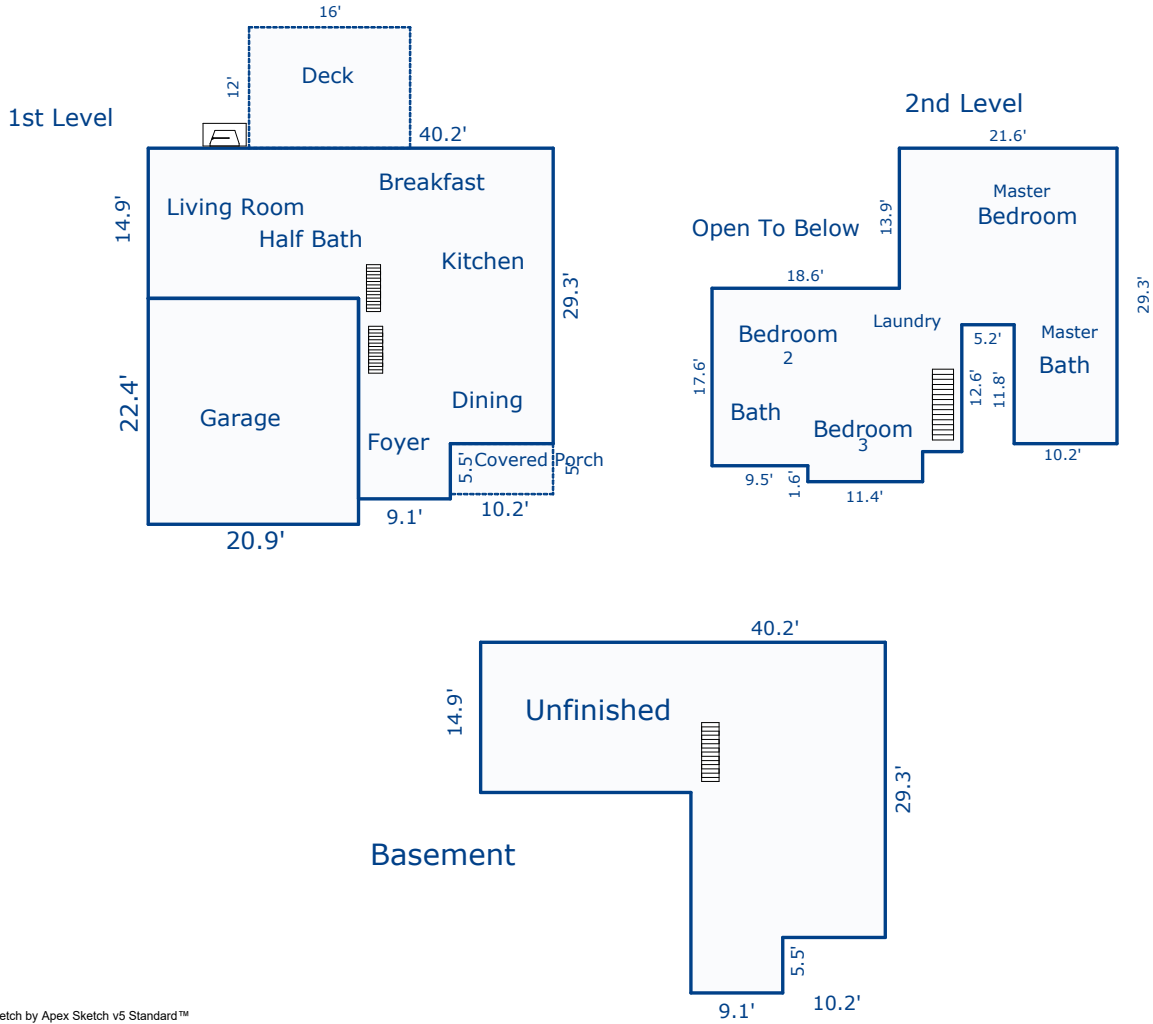 16'
Deck
12'
1st Level
40.2'
Breakfast
14.9'
Living Room
Half Bath
Kitchen
29.3'
22.4'
Garage
Dining
Foyer
5.5'
Covered Porch
5'
9.1'
10.2'
20.9'
2nd Level
21.6'
Master
Bedroom
13.9'
Open To Below
18.6'
29.3'
Laundry
Bedroom
2
5.2'
Master
Bath
17.6'
12.6'
11.8'
Bath
Bedroom
3
9.5'
1.6'
11.4'
10.2'
40.2'
14.9'
Unfinished
29.3'
Basement
5.5'
9.1'
10.2'
etch by Apex Sketch v5 Standard™